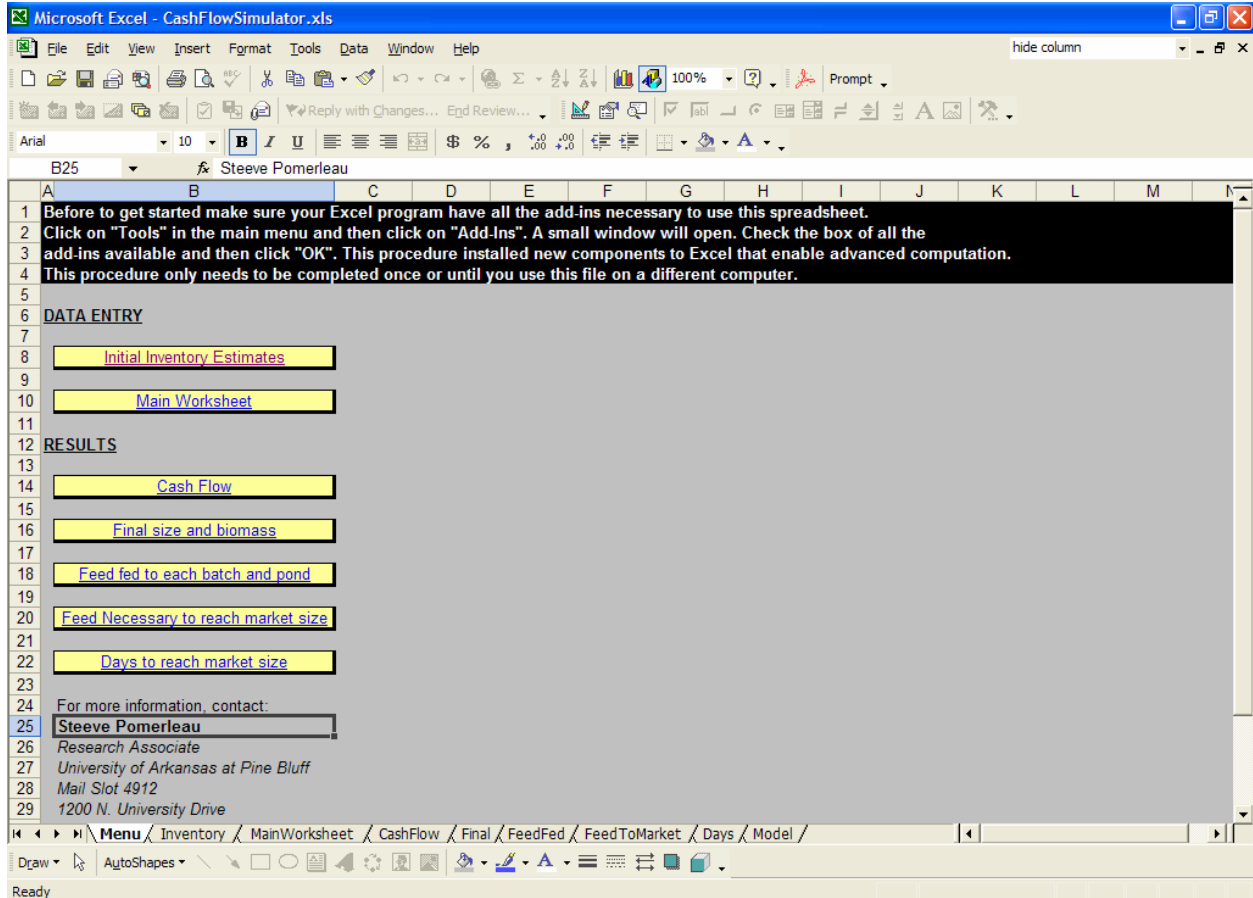 Microsoft Excel - CashFlowSimulator.xls
File Edit View Insert Format Tools Data Window Help hide column
100% Prompt
Reply with Changes... End Review...
Arial 10 B I U $ % ,
B25 fx Steeve Pomerleau
A B C D E F G H I J K L M N
1 Before to get started make sure your Excel program have all the add-ins necessary to use this spreadsheet.
2 Click on "Tools" in the main menu and then click on "Add-Ins". A small window will open. Check the box of all the
3 add-ins available and then click "OK". This procedure installed new components to Excel that enable advanced computation.
4 This procedure only needs to be completed once or until you use this file on a different computer.
5
6 DATA ENTRY
7
8 Initial Inventory Estimates
9
10 Main Worksheet
11
12 RESULTS
13
14 Cash Flow
15
16 Final size and biomass
17
18 Feed fed to each batch and pond
19
20 Feed Necessary to reach market size
21
22 Days to reach market size
23
24 For more information, contact:
25 Steeve Pomerleau
26 Research Associate
27 University of Arkansas at Pine Bluff
28 Mail Slot 4912
29 1200 N. University Drive
Menu / Inventory / MainWorksheet / CashFlow / Final / FeedFed / FeedToMarket / Days / Model /
Draw AutoShapes A
Ready